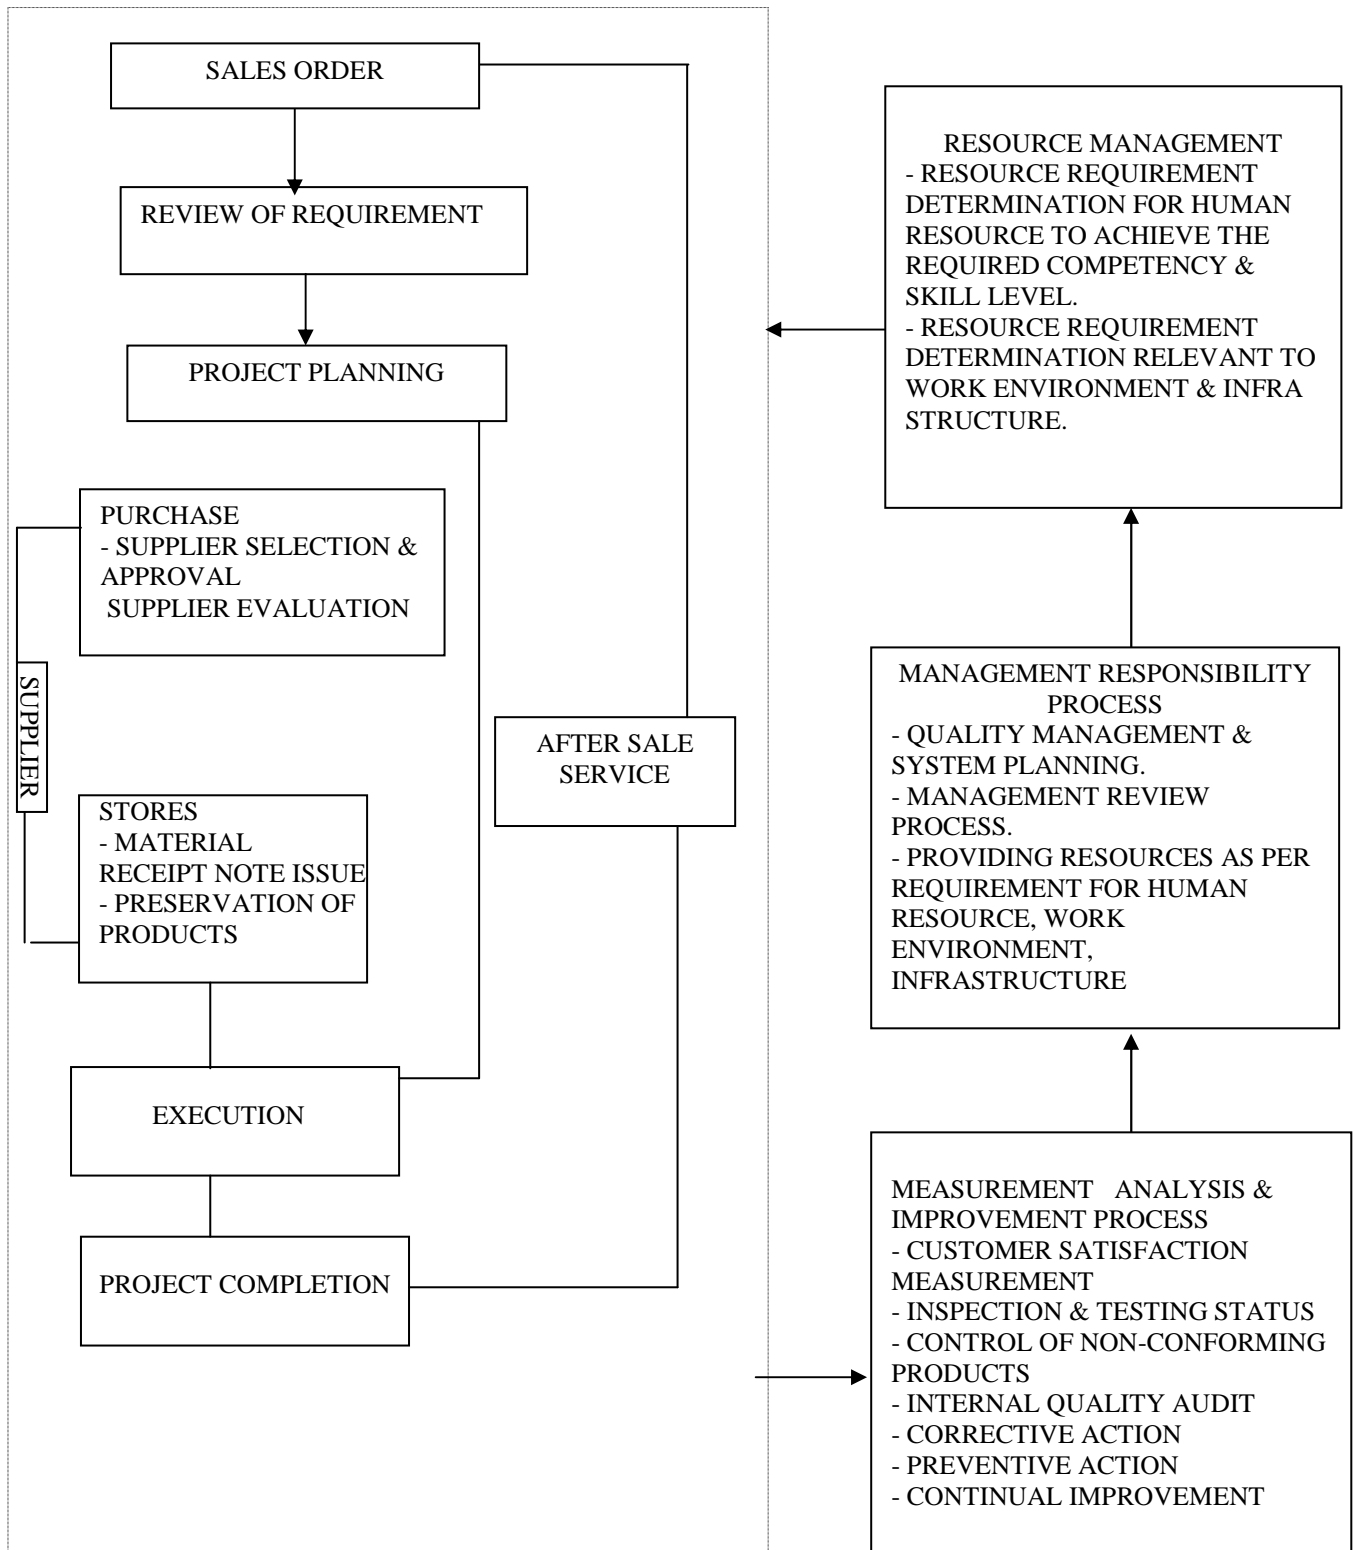 SALES ORDER
REVIEW OF REQUIREMENT
PROJECT PLANNING
PURCHASE
- SUPPLIER SELECTION &
APPROVAL
SUPPLIER EVALUATION
SUPPLIER
STORES
- MATERIAL
RECEIPT NOTE ISSUE
- PRESERVATION OF
PRODUCTS
AFTER SALE
SERVICE
EXECUTION
PROJECT COMPLETION
RESOURCE MANAGEMENT
- RESOURCE REQUIREMENT
DETERMINATION FOR HUMAN
RESOURCE TO ACHIEVE THE
REQUIRED COMPETENCY &
SKILL LEVEL.
- RESOURCE REQUIREMENT
DETERMINATION RELEVANT TO
WORK ENVIRONMENT & INFRA
STRUCTURE.
MANAGEMENT RESPONSIBILITY
PROCESS
- QUALITY MANAGEMENT &
SYSTEM PLANNING.
- MANAGEMENT REVIEW
PROCESS.
- PROVIDING RESOURCES AS PER
REQUIREMENT FOR HUMAN
RESOURCE, WORK
ENVIRONMENT,
INFRASTRUCTURE
MEASUREMENT ANALYSIS &
IMPROVEMENT PROCESS
- CUSTOMER SATISFACTION
MEASUREMENT
- INSPECTION & TESTING STATUS
- CONTROL OF NON-CONFORMING
PRODUCTS
- INTERNAL QUALITY AUDIT
- CORRECTIVE ACTION
- PREVENTIVE ACTION
- CONTINUAL IMPROVEMENT